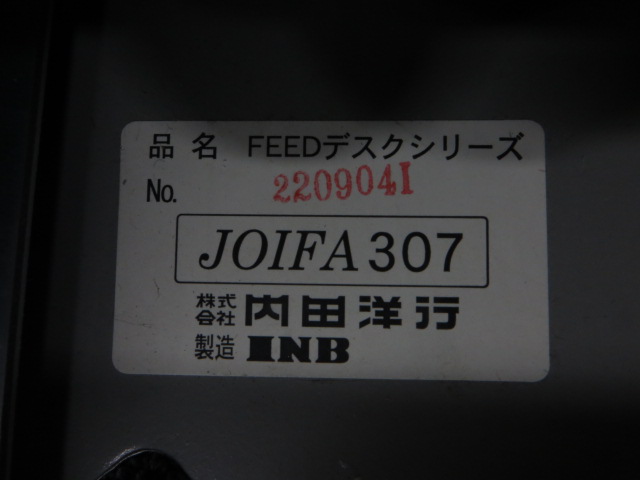 品名 FEEDデスクシリーズ
No. 220904I
JOIFA 307
株式会社 内田洋行
製造 INB